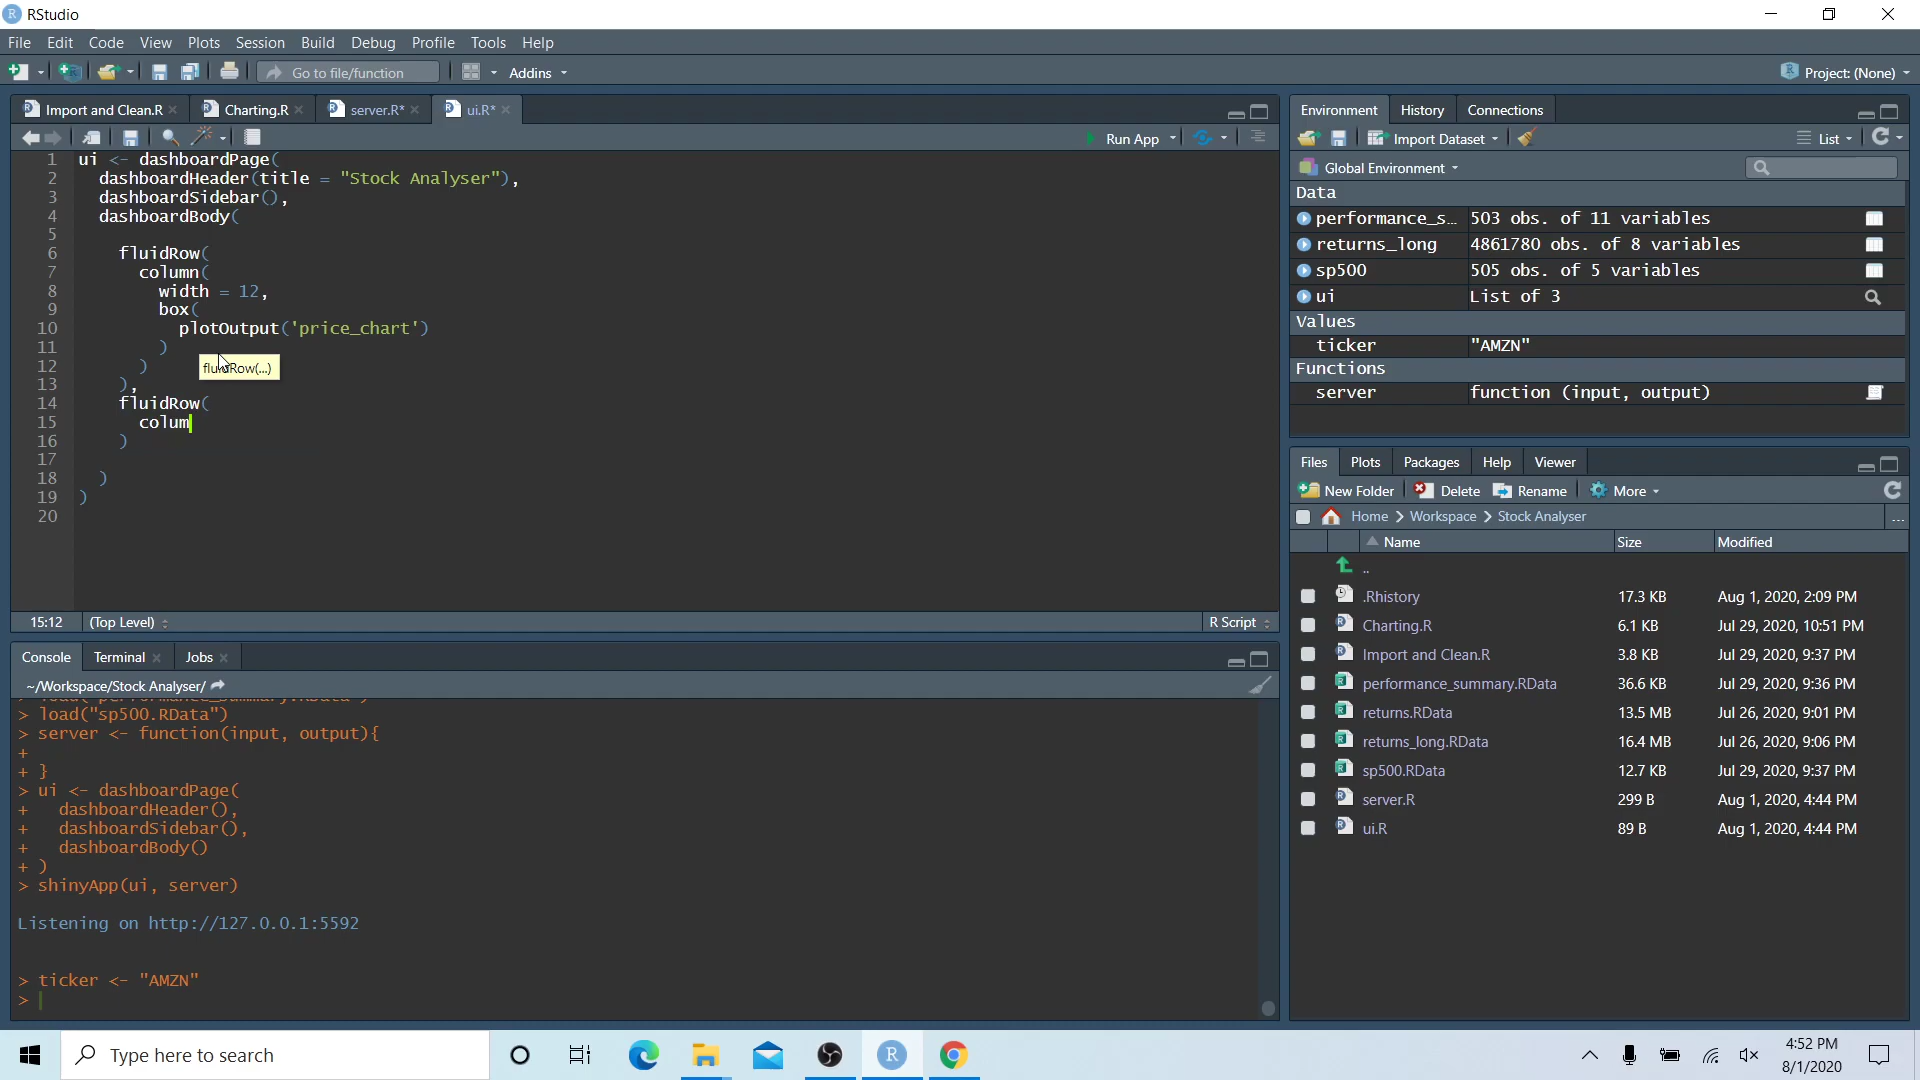 RStudio
File Edit Code View Plots Session Build Debug Profile Tools Help
Go to file/function Addins Project: (None)
Import and Clean.R Charting.R server.R* ui.R*
Run App
1 ui <- dashboardPage(
2 dashboardHeader(title = "Stock Analyser"),
3 dashboardSidebar(),
4 dashboardBody(
5
6 fluidRow(
7 column(
8 width = 12,
9 box(
10 plotOutput('price_chart')
11 )
12 )
13 ),
14 fluidRow(
15 colum
16 )
17
18 )
19 )
20
15:12 (Top Level) R Script
Console Terminal Jobs
~/Workspace/Stock Analyser/
> load("sp500.RData")
> server <- function(input, output){
+
+ }
> ui <- dashboardPage(
+ dashboardHeader(),
+ dashboardSidebar(),
+ dashboardBody()
+ )
> shinyApp(ui, server)
Listening on http://127.0.0.1:5592
> ticker <- "AMZN"
>
Environment History Connections
Import Dataset List
Global Environment
Data
performance_s… 503 obs. of 11 variables
returns_long 4861780 obs. of 8 variables
sp500 505 obs. of 5 variables
ui List of 3
Values
ticker "AMZN"
Functions
server function (input, output)
Files Plots Packages Help Viewer
New Folder Delete Rename More
Home > Workspace > Stock Analyser ...
Name Size Modified
..
.Rhistory 17.3 KB Aug 1, 2020, 2:09 PM
Charting.R 6.1 KB Jul 29, 2020, 10:51 PM
Import and Clean.R 3.8 KB Jul 29, 2020, 9:37 PM
performance_summary.RData 36.6 KB Jul 29, 2020, 9:36 PM
returns.RData 13.5 MB Jul 26, 2020, 9:01 PM
returns_long.RData 16.4 MB Jul 26, 2020, 9:06 PM
sp500.RData 12.7 KB Jul 29, 2020, 9:37 PM
server.R 299 B Aug 1, 2020, 4:44 PM
ui.R 89 B Aug 1, 2020, 4:44 PM
Type here to search
4:52 PM
8/1/2020